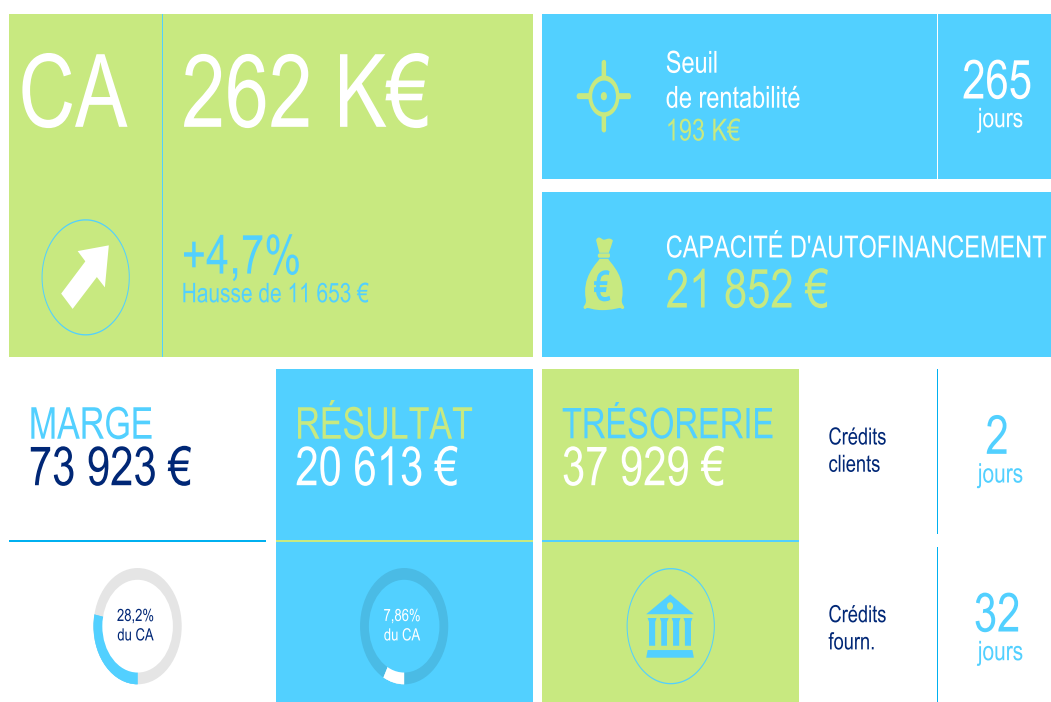 CA
262 K€
+4,7%
Hausse de 11 653 €
Seuil
de rentabilité
193 K€
265
jours
CAPACITÉ D'AUTOFINANCEMENT
21 852 €
€
MARGE
73 923 €
28,2%
du CA
RÉSULTAT
20 613 €
7,86%
du CA
TRÉSORERIE
37 929 €
Crédits
clients
2
jours
Crédits
fourn.
32
jours